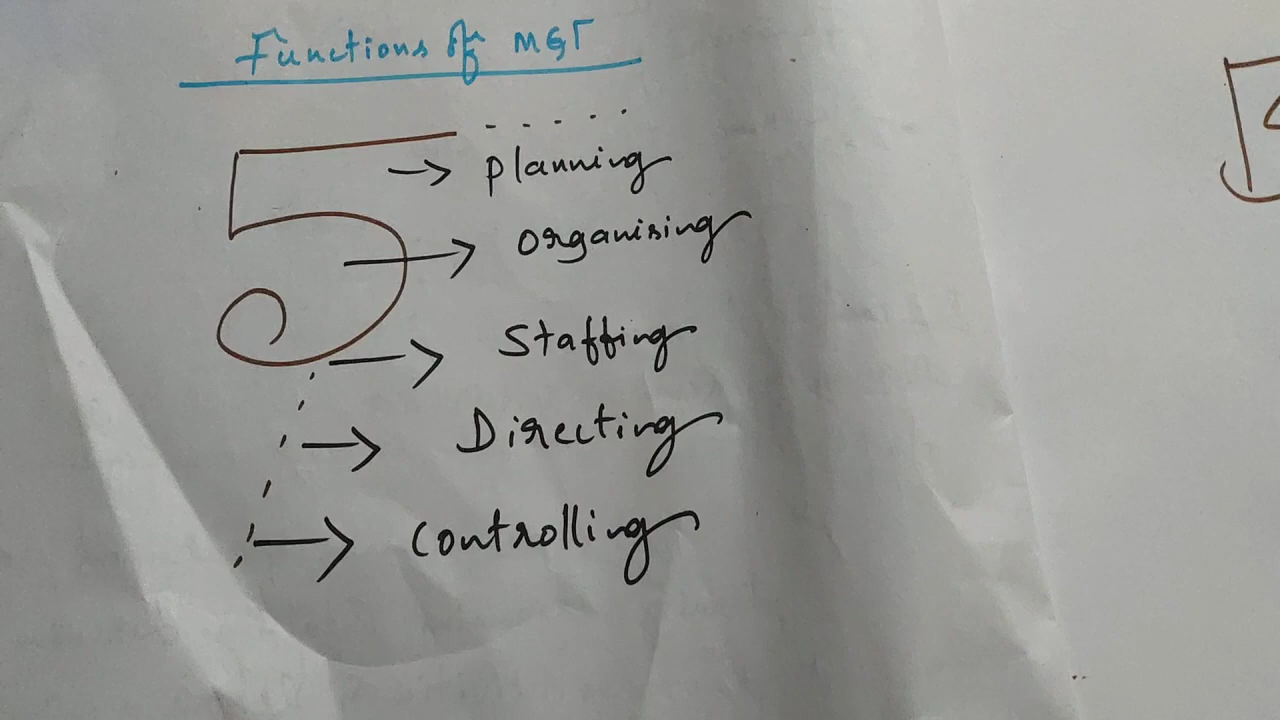 Functions of MGT
5
→ planning
→ organising
→ Staffing
→ Directing
→ controlling